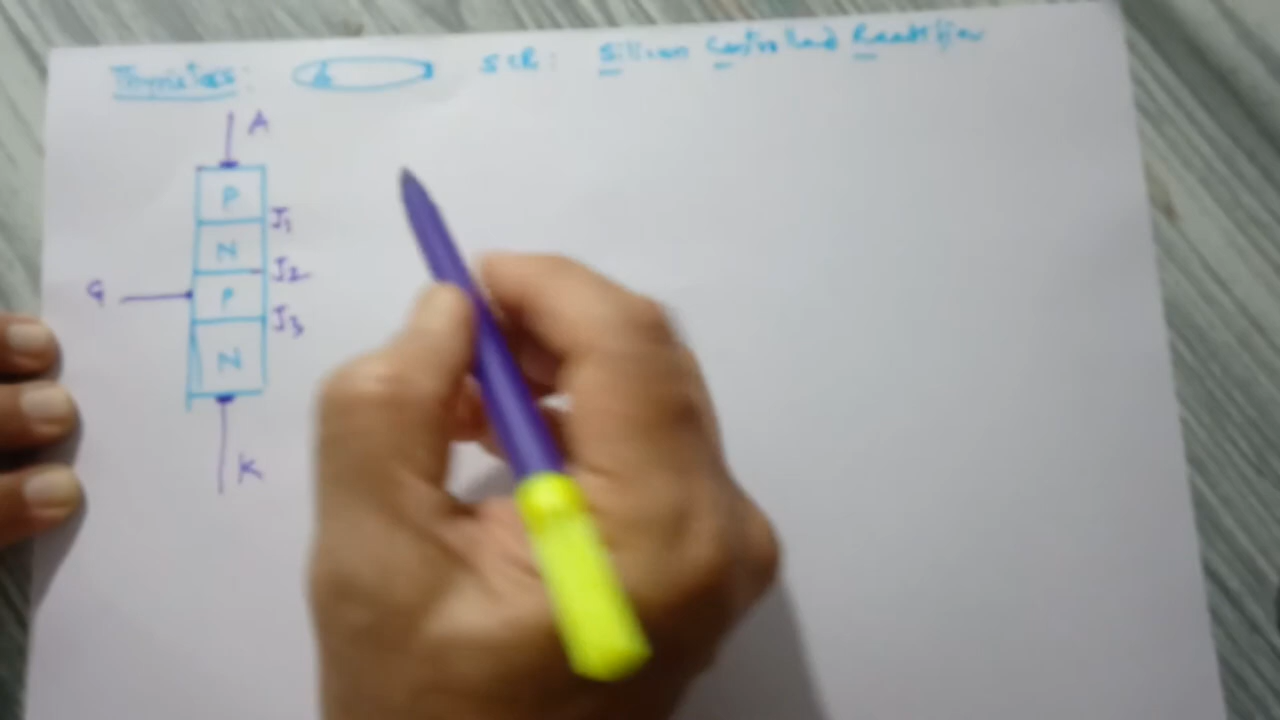 Thyristors: SCR: Silicon Controlled Rectifier
A
P
J1
N
J2
G P
J3
N
K